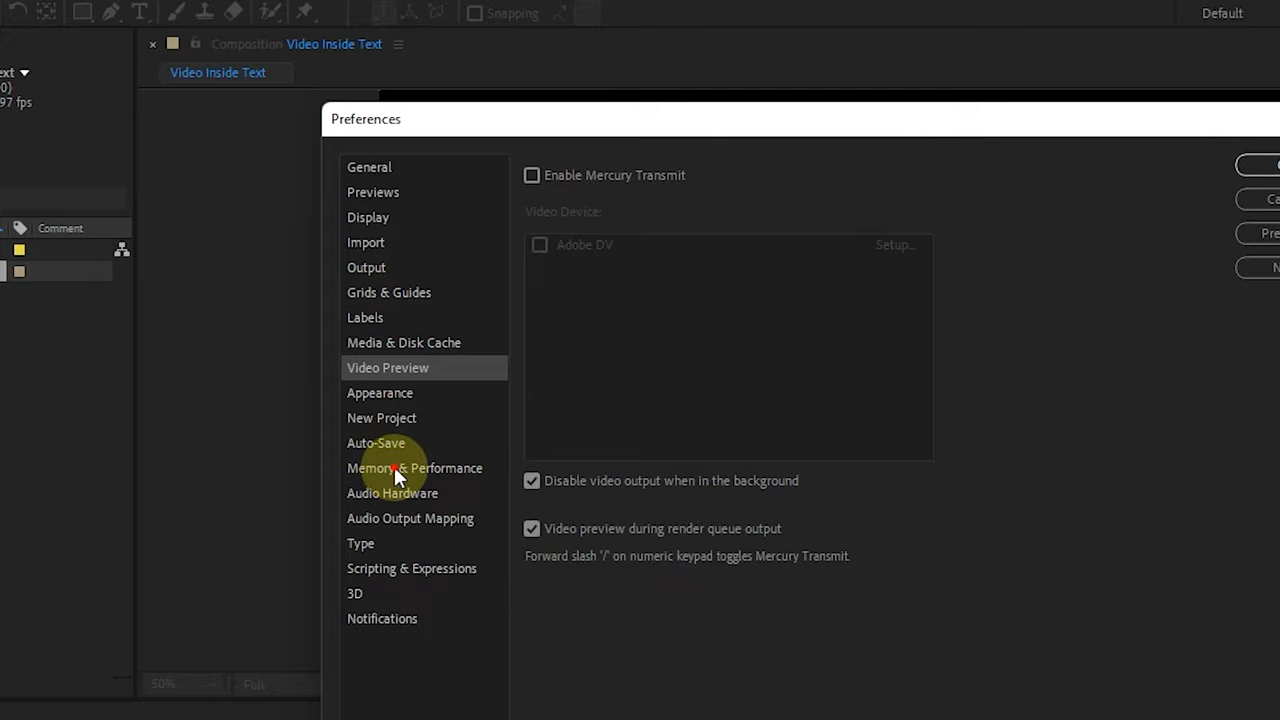 Snapping
Default
× Composition Video Inside Text
Video Inside Text
97 fps
Comment
Preferences
General
Previews
Display
Import
Output
Grids & Guides
Labels
Media & Disk Cache
Video Preview
Appearance
New Project
Auto-Save
Memory & Performance
Audio Hardware
Audio Output Mapping
Type
Scripting & Expressions
3D
Notifications
Enable Mercury Transmit
Video Device:
Adobe DV Setup...
Disable video output when in the background
Video preview during render queue output
Forward slash '/' on numeric keypad toggles Mercury Transmit.
50% Full